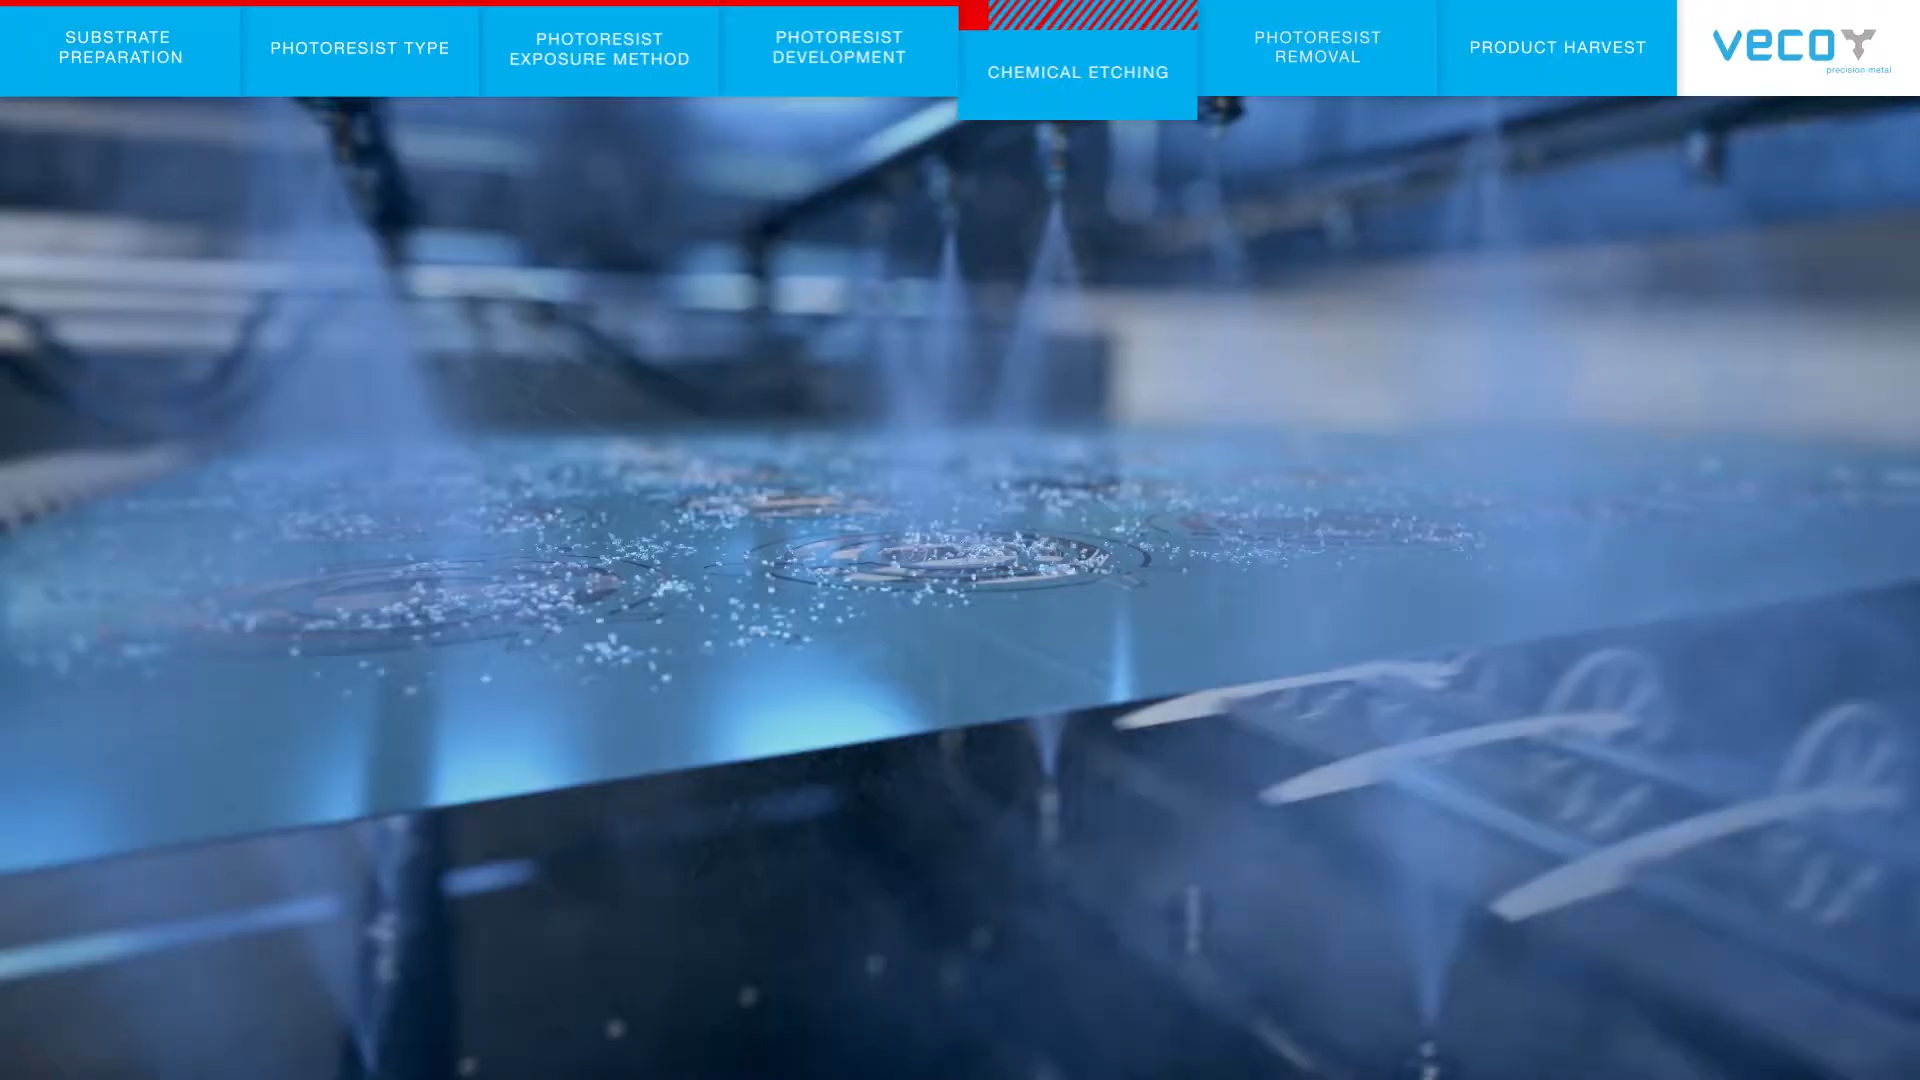 SUBSTRATE
PREPARATION
PHOTORESIST TYPE
PHOTORESIST
EXPOSURE METHOD
PHOTORESIST
DEVELOPMENT
CHEMICAL ETCHING
PHOTORESIST
REMOVAL
PRODUCT HARVEST
veco
precision metal